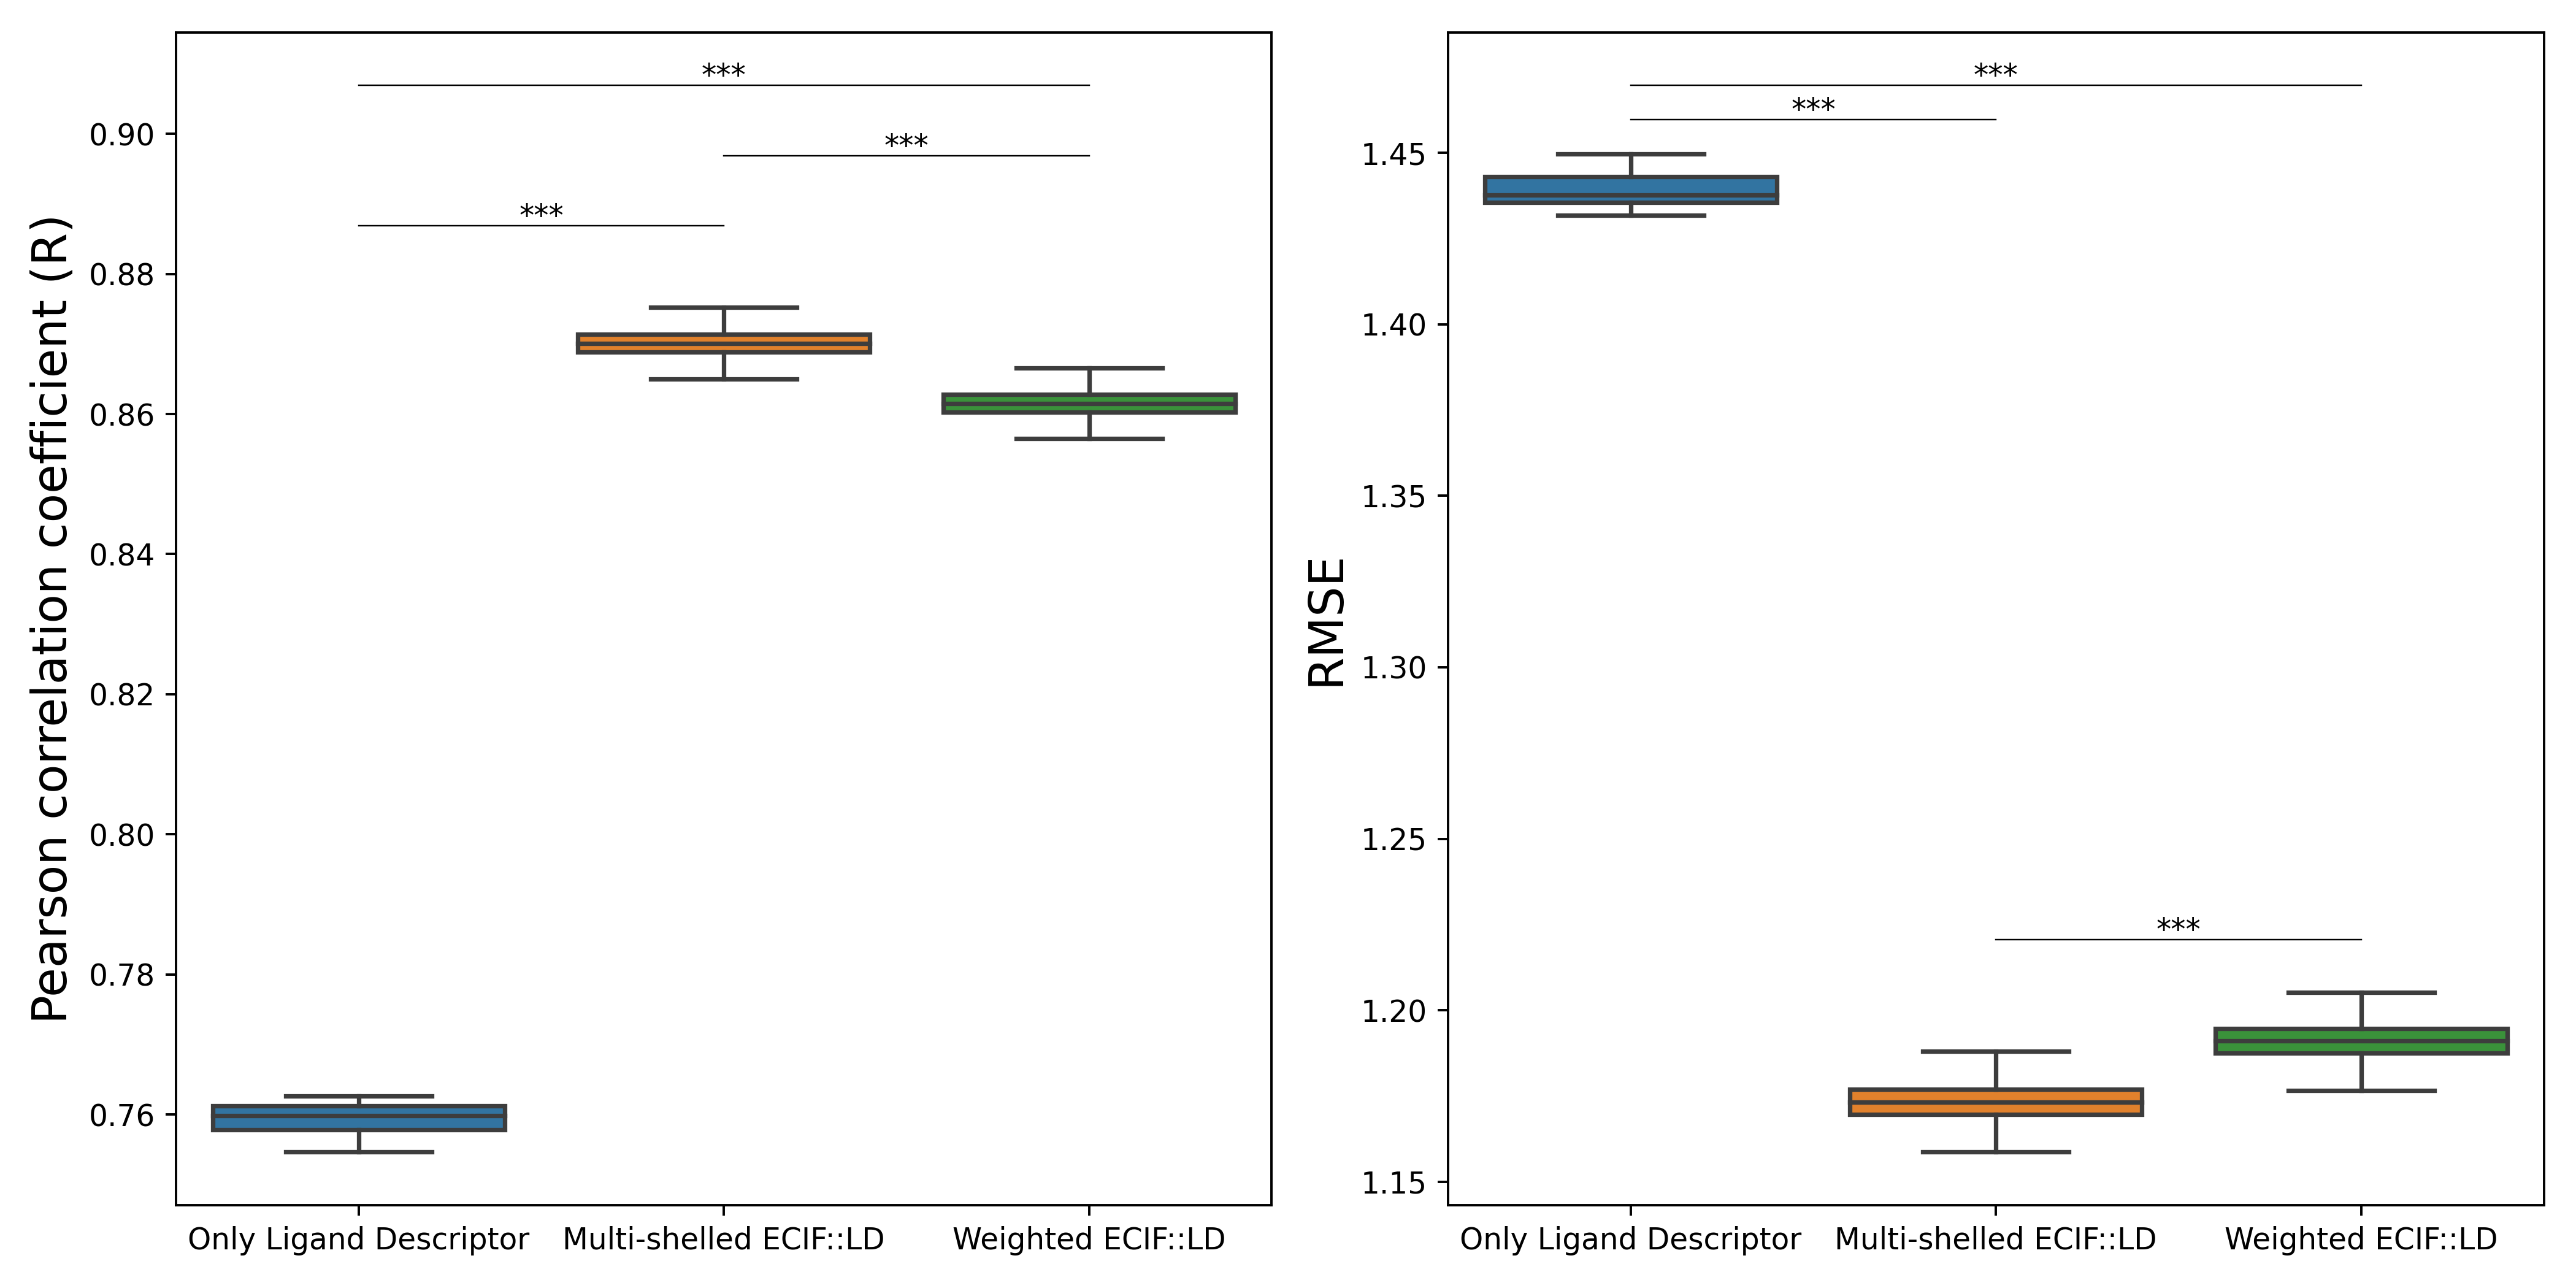 Pearson correlation coefficient (R)
0.90
0.88
0.86
0.84
0.82
0.80
0.78
0.76
***
***
***
Only Ligand Descriptor
Multi-shelled ECIF::LD
Weighted ECIF::LD
RMSE
1.45
1.40
1.35
1.30
1.25
1.20
1.15
***
***
***
Only Ligand Descriptor
Multi-shelled ECIF::LD
Weighted ECIF::LD